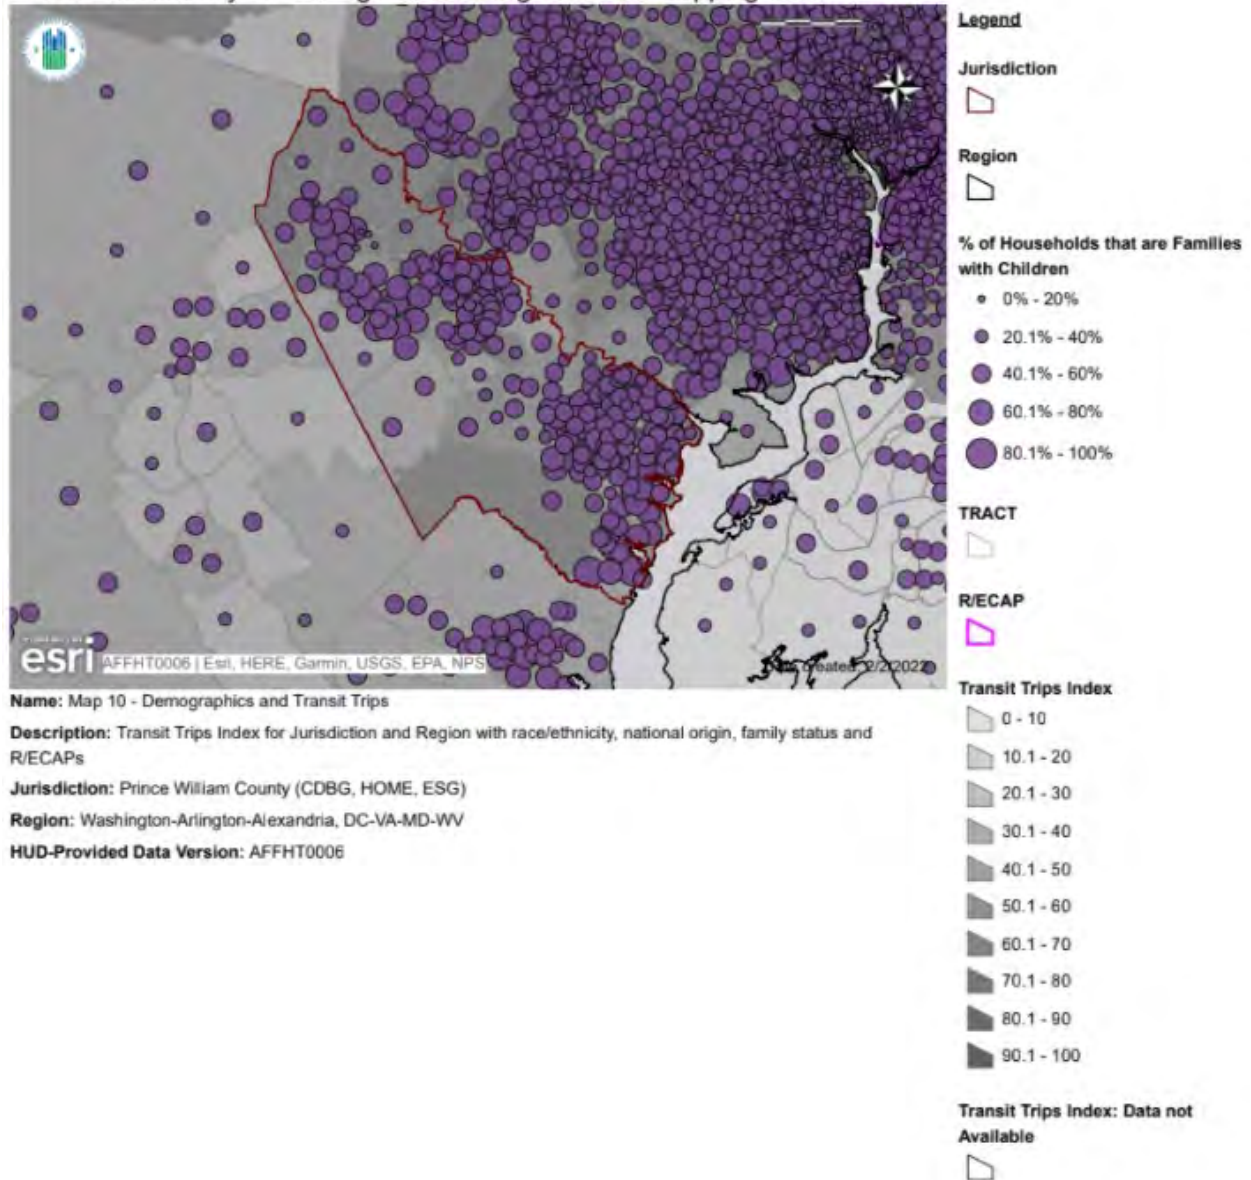 esri
AFFHT0006 | Esri, HERE, Garmin, USGS, EPA, NPS
created: 2/2/2022
Name: Map 10 - Demographics and Transit Trips
Description: Transit Trips Index for Jurisdiction and Region with race/ethnicity, national origin, family status and
R/ECAPs
Jurisdiction: Prince William County (CDBG, HOME, ESG)
Region: Washington-Arlington-Alexandria, DC-VA-MD-WV
HUD-Provided Data Version: AFFHT0006
Legend
Jurisdiction
Region
% of Households that are Families
with Children
0% - 20%
20.1% - 40%
40.1% - 60%
60.1% - 80%
80.1% - 100%
TRACT
R/ECAP
Transit Trips Index
0 - 10
10.1 - 20
20.1 - 30
30.1 - 40
40.1 - 50
50.1 - 60
60.1 - 70
70.1 - 80
80.1 - 90
90.1 - 100
Transit Trips Index: Data not
Available